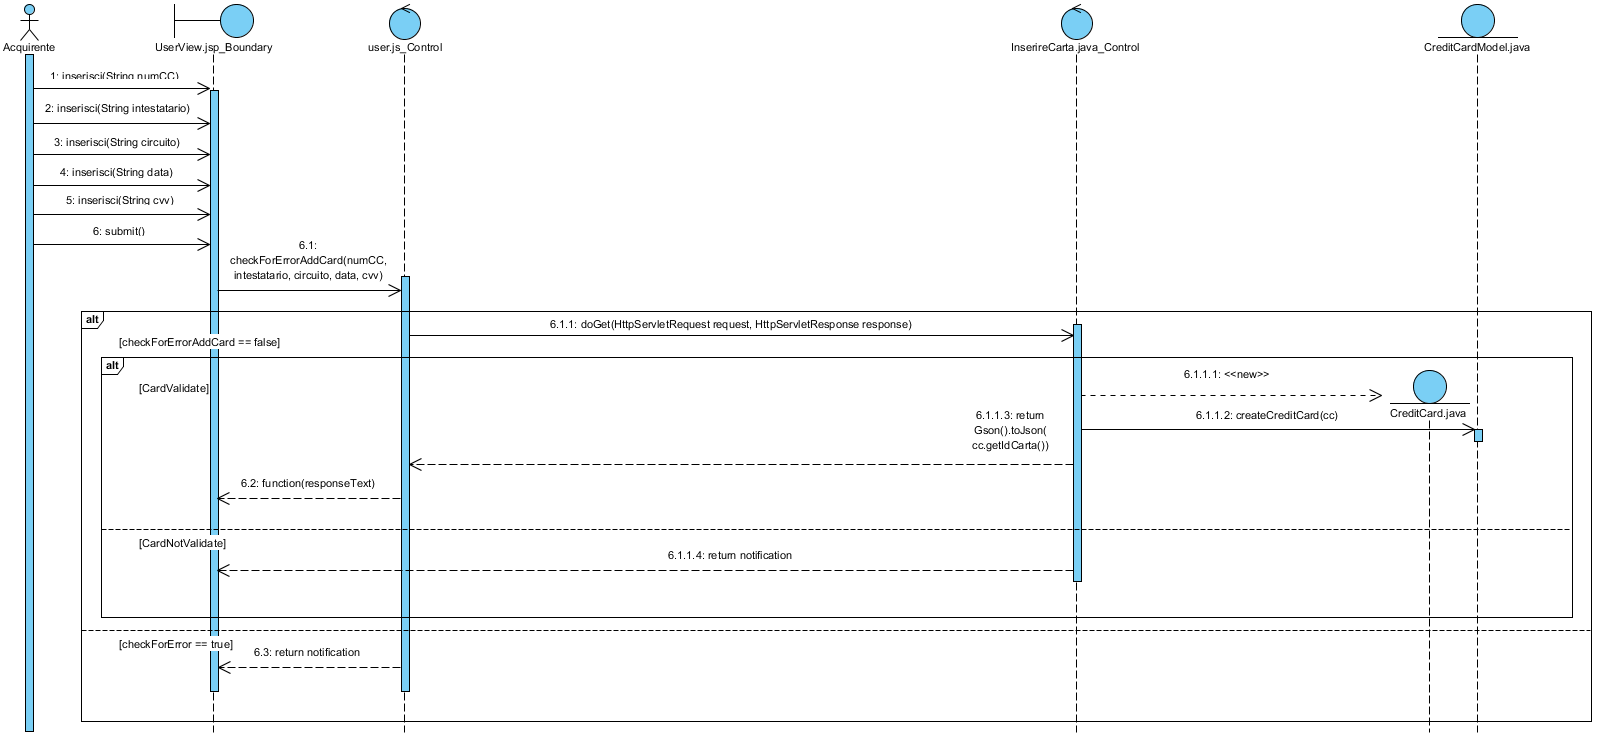 Acquirente
UserView.jsp_Boundary
user.js_Control
InserireCarta.java_Control
CreditCardModel.java
1: inserisci(String numCC)
2: inserisci(String intestatario)
3: inserisci(String circuito)
4: inserisci(String data)
5: inserisci(String cvv)
6: submit()
6.1:
checkForErrorAddCard(numCC,
intestatario, circuito, data, cvv)
alt
6.1.1: doGet(HttpServletRequest request, HttpServletResponse response)
[checkForErrorAddCard == false]
alt
[CardValidate]
6.1.1.1: <<new>>
CreditCard.java
6.1.1.2: createCreditCard(cc)
6.1.1.3: return
Gson().toJson(
cc.getIdCarta())
6.2: function(responseText)
[CardNotValidate]
6.1.1.4: return notification
[checkForError == true]
6.3: return notification